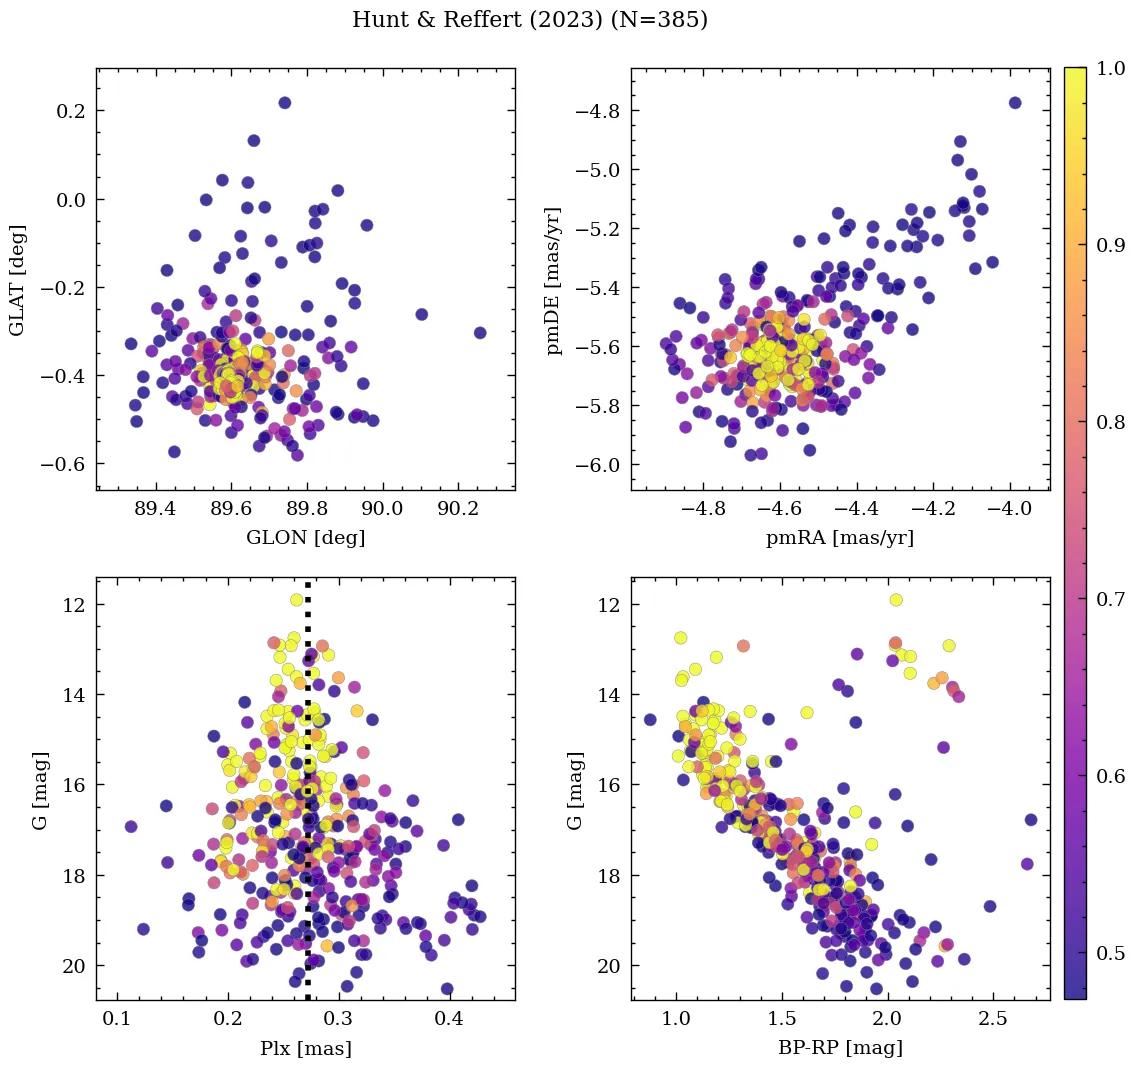 Hunt & Reffert (2023) (N=385)
0.2
0.0
−0.2
−0.4
−0.6
GLAT [deg]
89.4 89.6 89.8 90.0 90.2
GLON [deg]
−4.8
−5.0
−5.2
−5.4
−5.6
−5.8
−6.0
pmDE [mas/yr]
−4.8 −4.6 −4.4 −4.2 −4.0
pmRA [mas/yr]
1.0
0.9
0.8
0.7
0.6
0.5
12
14
16
18
20
G [mag]
0.1 0.2 0.3 0.4
Plx [mas]
12
14
16
18
20
G [mag]
1.0 1.5 2.0 2.5
BP-RP [mag]